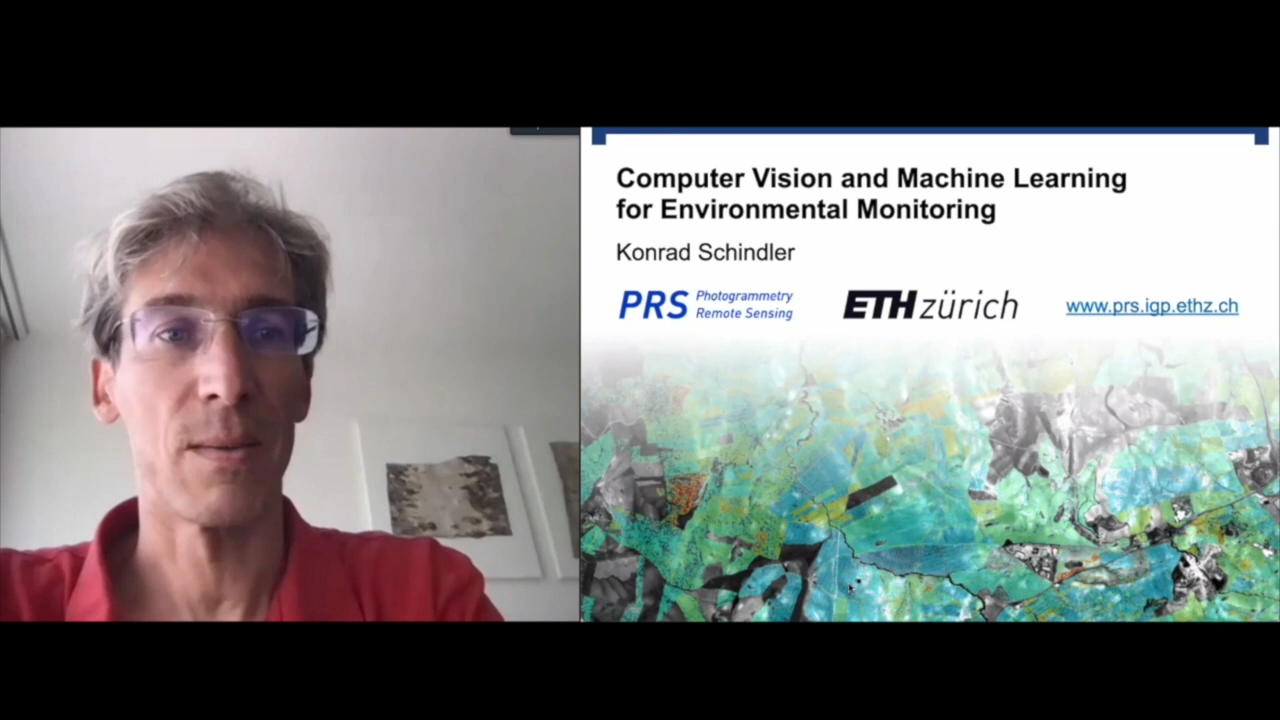 Computer Vision and Machine Learning
for Environmental Monitoring
Konrad Schindler
PRS Photogrammetry
Remote Sensing
ETH zürich
www.prs.igp.ethz.ch